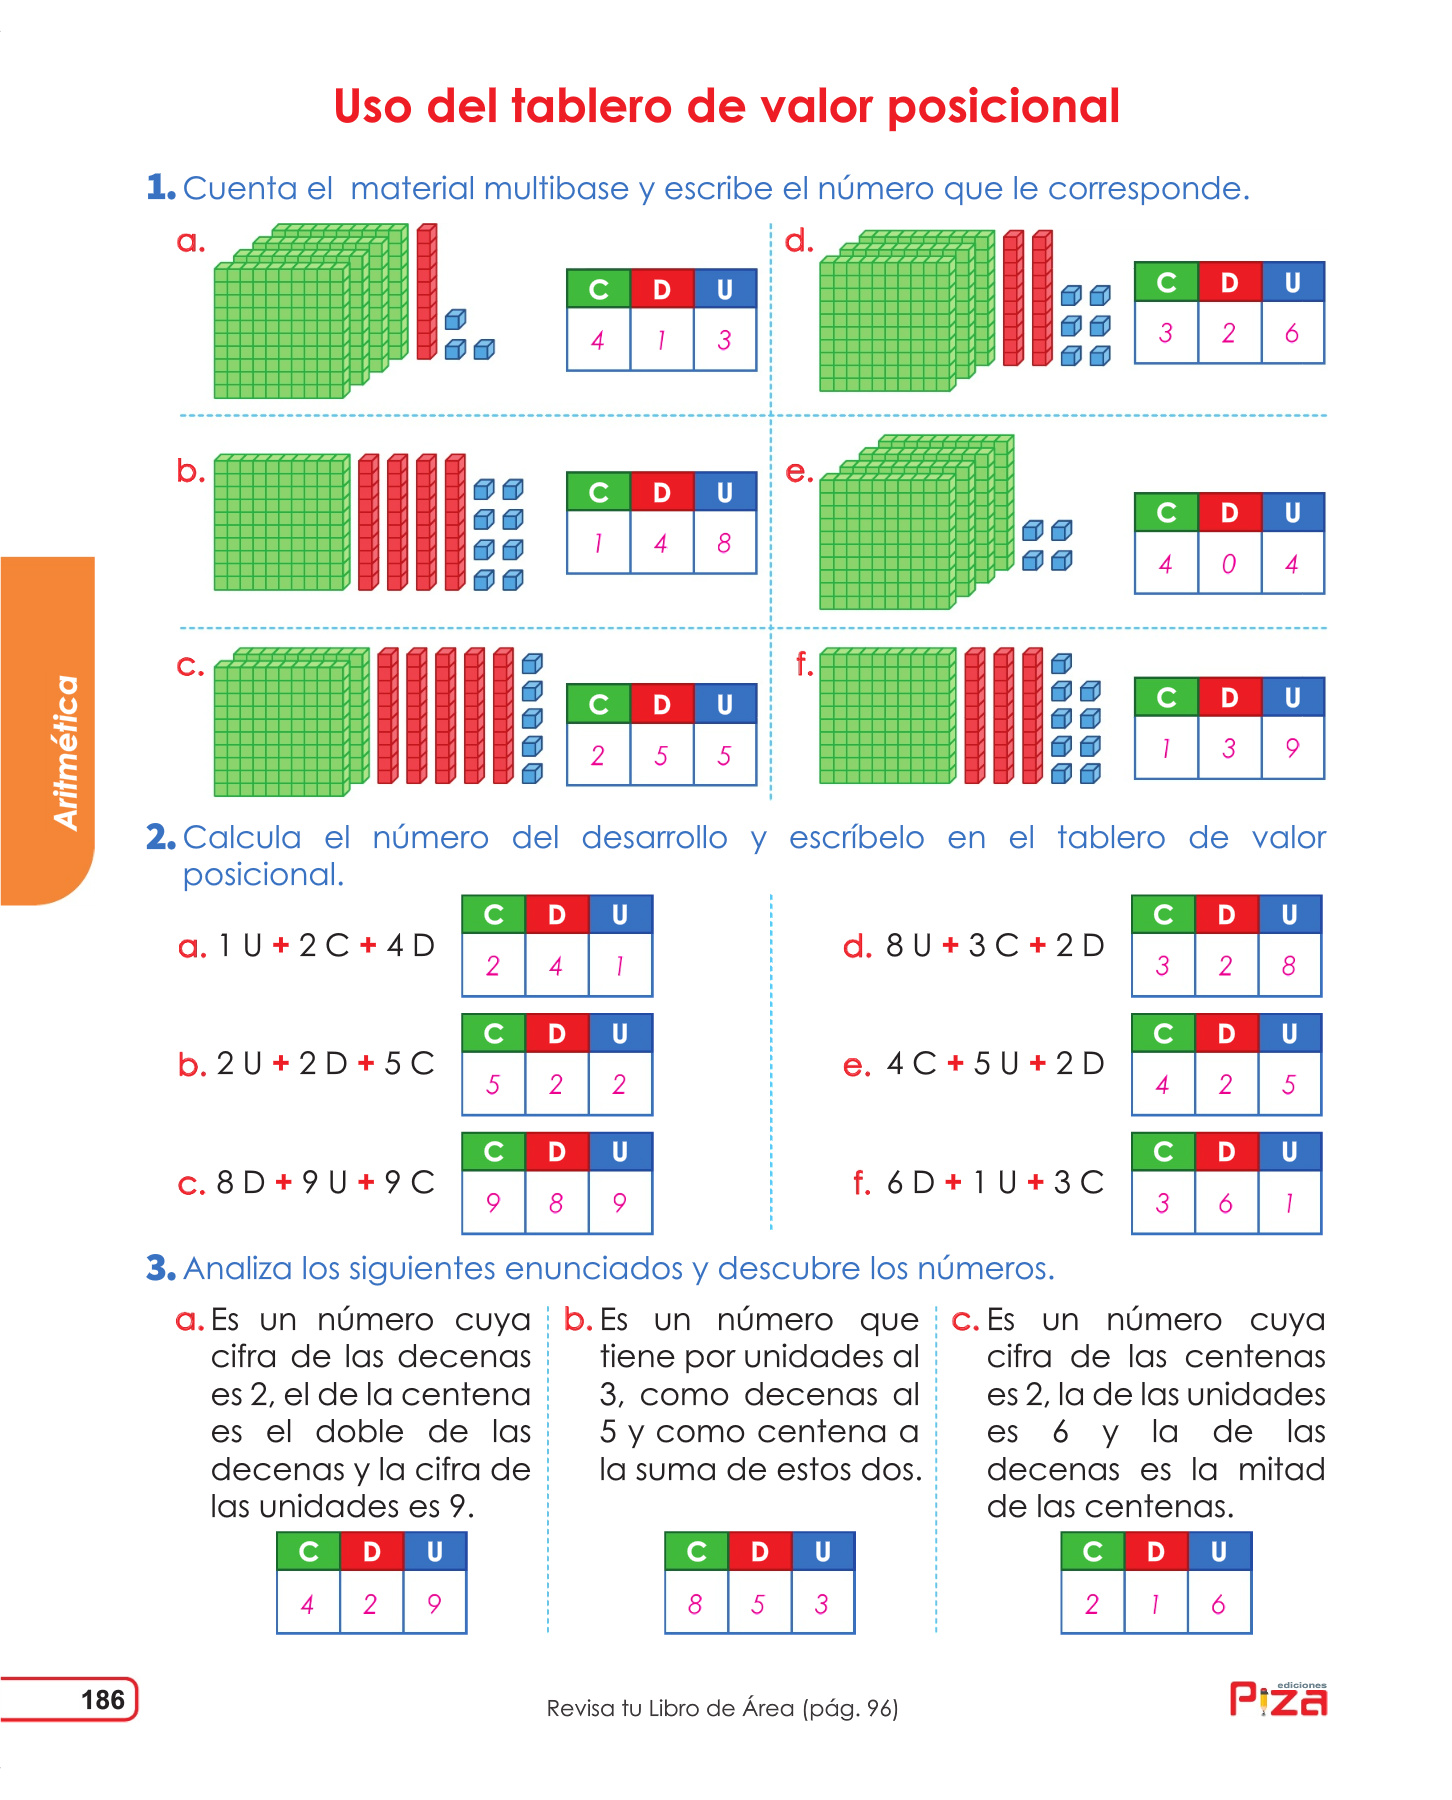 Uso del tablero de valor posicional
1. Cuenta el material multibase y escribe el número que le corresponde.
a.
C D U
4 1 3
d.
C D U
3 2 6
b.
C D U
1 4 8
e.
C D U
4 0 4
c.
C D U
2 5 5
f.
C D U
1 3 9
Aritmética
2. Calcula el número del desarrollo y escríbelo en el tablero de valor
posicional.
a. 1 U + 2 C + 4 D
C D U
2 4 1
d. 8 U + 3 C + 2 D
C D U
3 2 8
b. 2 U + 2 D + 5 C
C D U
5 2 2
e. 4 C + 5 U + 2 D
C D U
4 2 5
c. 8 D + 9 U + 9 C
C D U
9 8 9
f. 6 D + 1 U + 3 C
C D U
3 6 1
3. Analiza los siguientes enunciados y descubre los números.
a. Es un número cuya
cifra de las decenas
es 2, el de la centena
es el doble de las
decenas y la cifra de
las unidades es 9.
C D U
4 2 9
b. Es un número que
tiene por unidades al
3, como decenas al
5 y como centena a
la suma de estos dos.
C D U
8 5 3
c. Es un número cuya
cifra de las centenas
es 2, la de las unidades
es 6 y la de las
decenas es la mitad
de las centenas.
C D U
2 1 6
186
Revisa tu Libro de Área (pág. 96)
ediciones
Piza